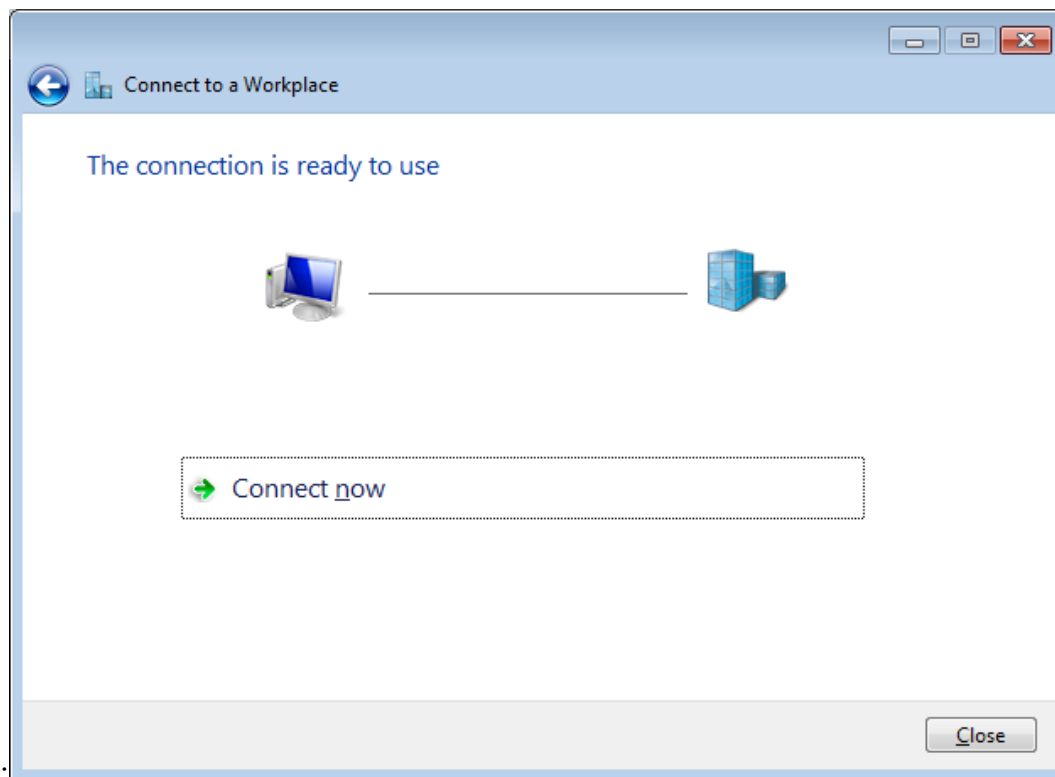 Connect to a Workplace
The connection is ready to use
Connect now
Close
.